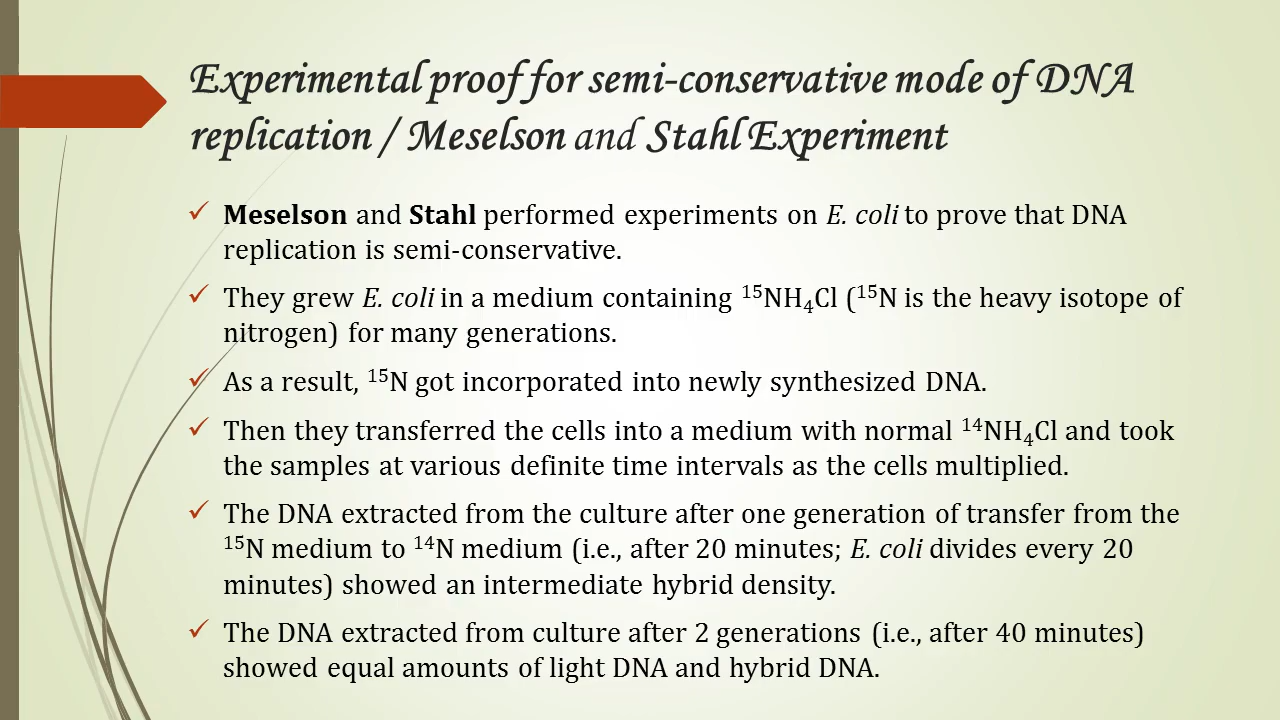 Experimental proof for semi-conservative mode of DNA
replication / Meselson and Stahl Experiment
Meselson and Stahl performed experiments on E. coli to prove that DNA
replication is semi-conservative.
They grew E. coli in a medium containing ¹⁵NH₄Cl (¹⁵N is the heavy isotope of
nitrogen) for many generations.
As a result, ¹⁵N got incorporated into newly synthesized DNA.
Then they transferred the cells into a medium with normal ¹⁴NH₄Cl and took
the samples at various definite time intervals as the cells multiplied.
The DNA extracted from the culture after one generation of transfer from the
¹⁵N medium to ¹⁴N medium (i.e., after 20 minutes; E. coli divides every 20
minutes) showed an intermediate hybrid density.
The DNA extracted from culture after 2 generations (i.e., after 40 minutes)
showed equal amounts of light DNA and hybrid DNA.